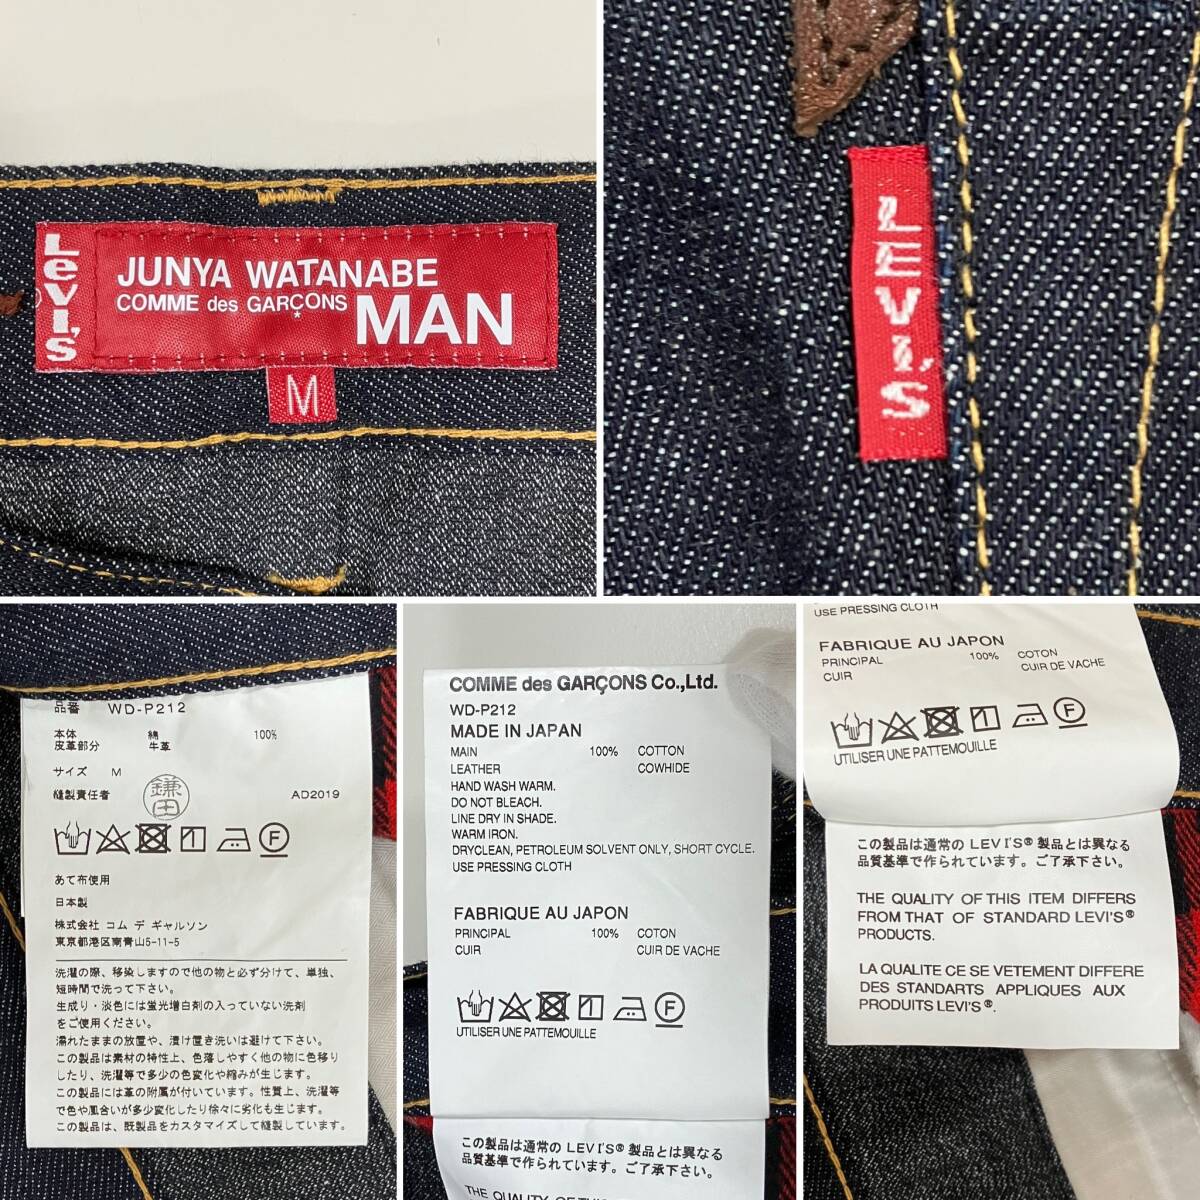 Levi's
JUNYA WATANABE
COMME des GARÇONS MAN
M
LEVI'S
品番 WD-P212
本体 綿 100%
皮革部分 牛革
サイズ M
縫製責任者 鎌田 AD2019
あて布使用
日本製
株式会社 コム デ ギャルソン
東京都港区南青山5-11-5
洗濯の際、移染しますので他の物と必ず分けて、単独、
短時間で洗って下さい。
生成り・淡色には蛍光増白剤の入っていない洗剤
をご使用ください。
濡れたままの放置や、漬け置き洗いは避けて下さい。
この製品は素材の特性上、色落しやすく他の物に色移り
したり、洗濯等で多少の色変化や縮みが生じます。
この製品には革の附属が付いています。性質上、洗濯等
で色や風合いが多少変化したり徐々に劣化も生じます。
この製品は、既製品をカスタマイズして縫製しています。
COMME des GARÇONS Co.,Ltd.
WD-P212
MADE IN JAPAN
MAIN 100% COTTON
LEATHER COWHIDE
HAND WASH WARM.
DO NOT BLEACH.
LINE DRY IN SHADE.
WARM IRON.
DRYCLEAN, PETROLEUM SOLVENT ONLY, SHORT CYCLE.
USE PRESSING CLOTH
FABRIQUE AU JAPON
PRINCIPAL 100% COTON
CUIR CUIR DE VACHE
F
UTILISER UNE PATTEMOUILLE
この製品は通常の LEVI'S® 製品とは異なる
品質基準で作られています。ご了承下さい。
THE QUALITY OF THIS ITEM
USE PRESSING CLOTH
FABRIQUE AU JAPON
PRINCIPAL 100% COTON
CUIR CUIR DE VACHE
F
UTILISER UNE PATTEMOUILLE
この製品は通常の LEVI'S® 製品とは異なる
品質基準で作られています。ご了承下さい。
THE QUALITY OF THIS ITEM DIFFERS
FROM THAT OF STANDARD LEVI'S®
PRODUCTS.
LA QUALITE CE SE VETEMENT DIFFERE
DES STANDARTS APPLIQUES AUX
PRODUITS LEVI'S®.